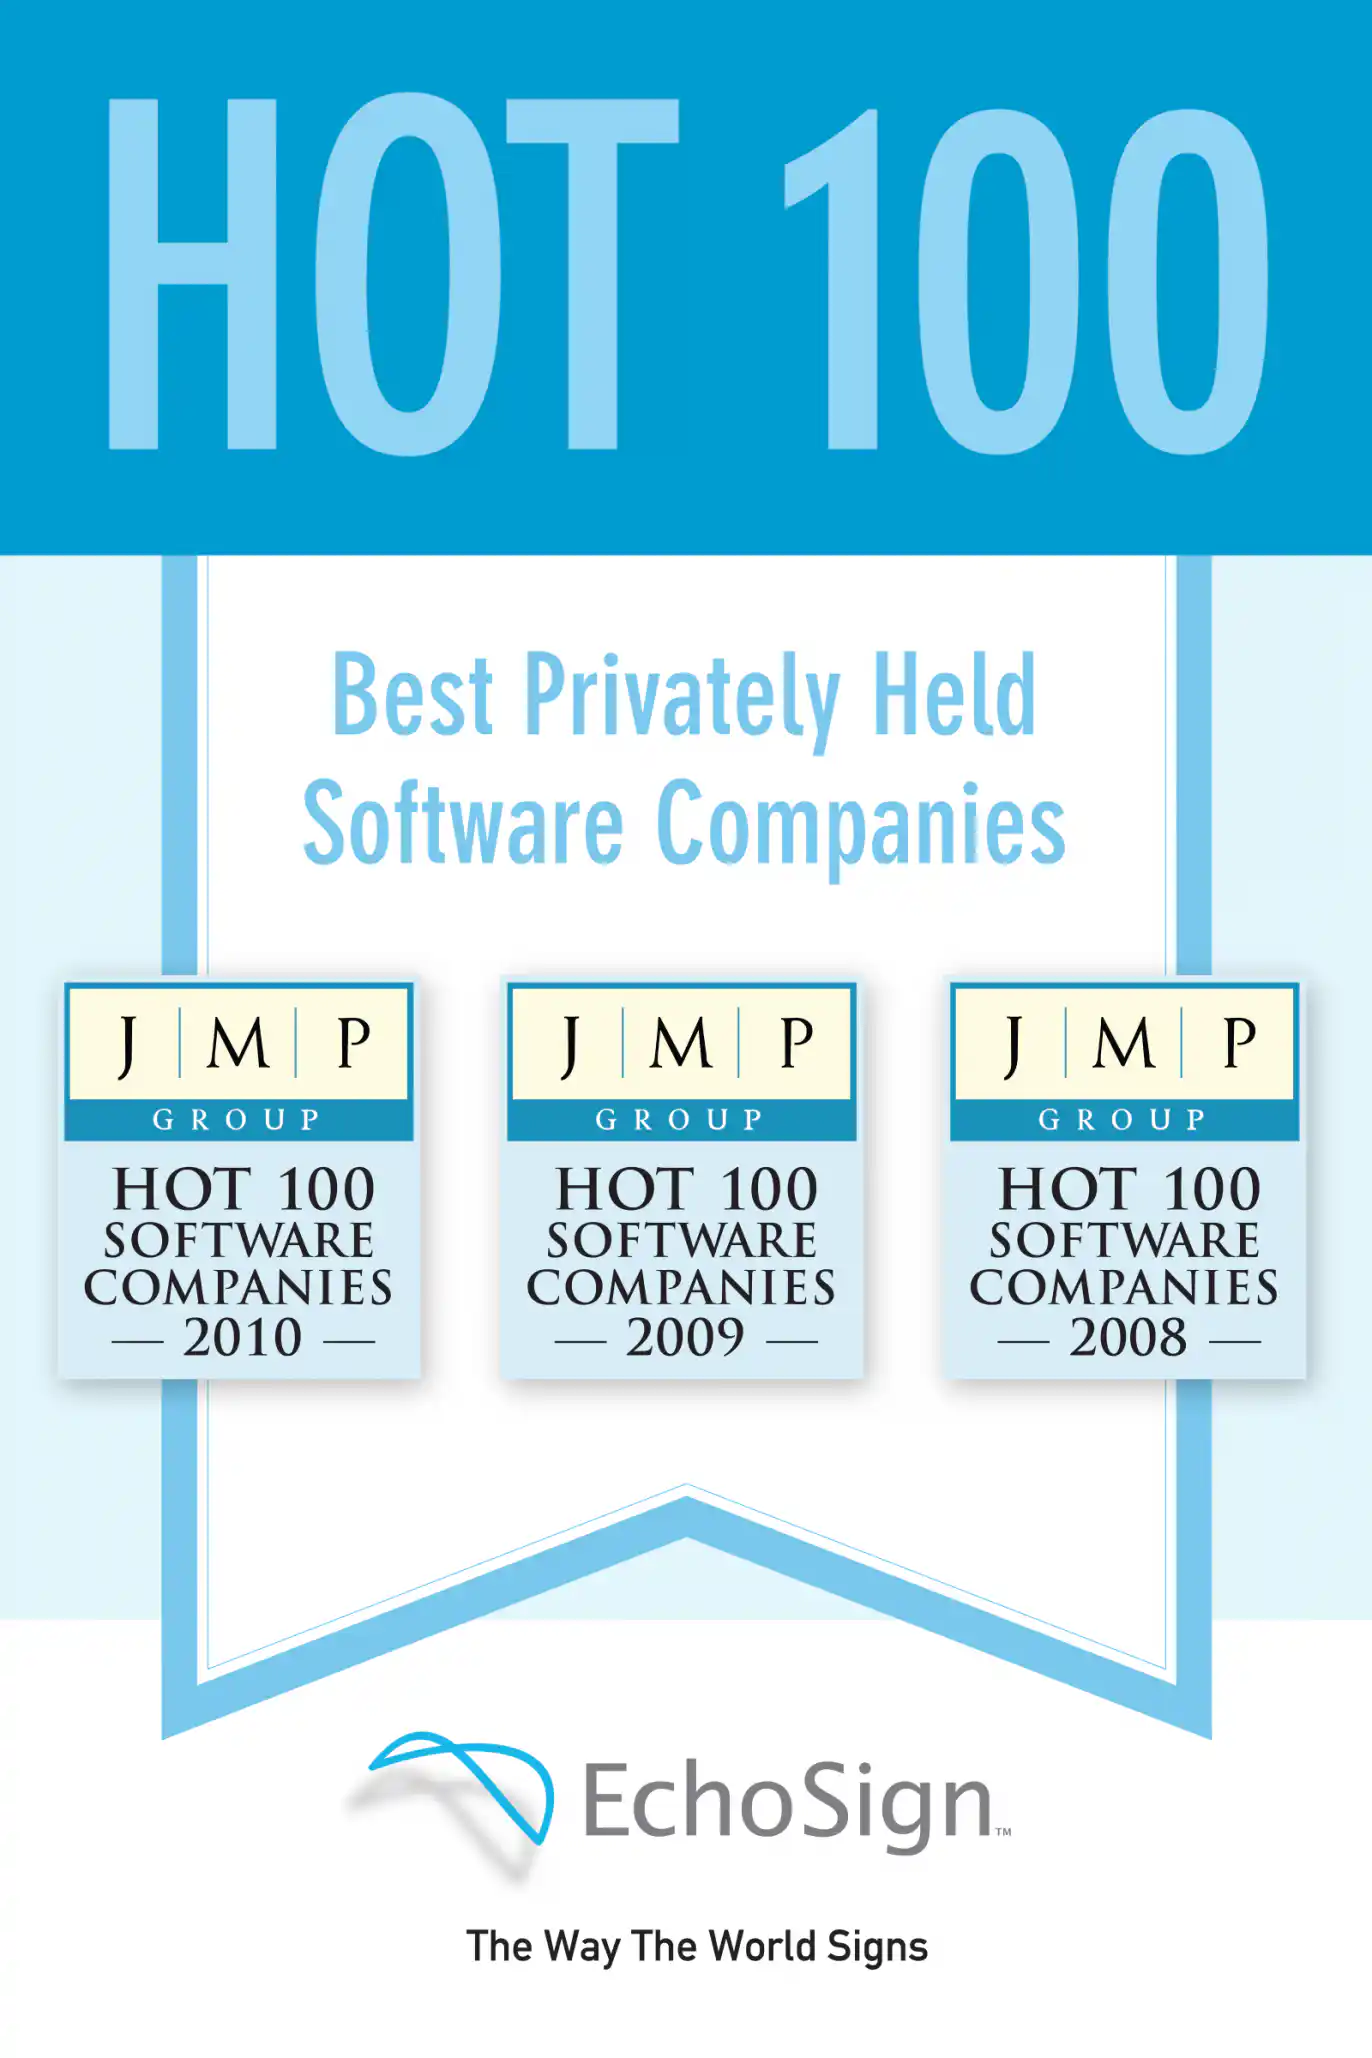 HOT 100
Best Privately Held
Software Companies
J M P
GROUP
HOT 100
SOFTWARE
COMPANIES
— 2010 —
J M P
GROUP
HOT 100
SOFTWARE
COMPANIES
— 2009 —
J M P
GROUP
HOT 100
SOFTWARE
COMPANIES
— 2008 —
EchoSign™
The Way The World Signs